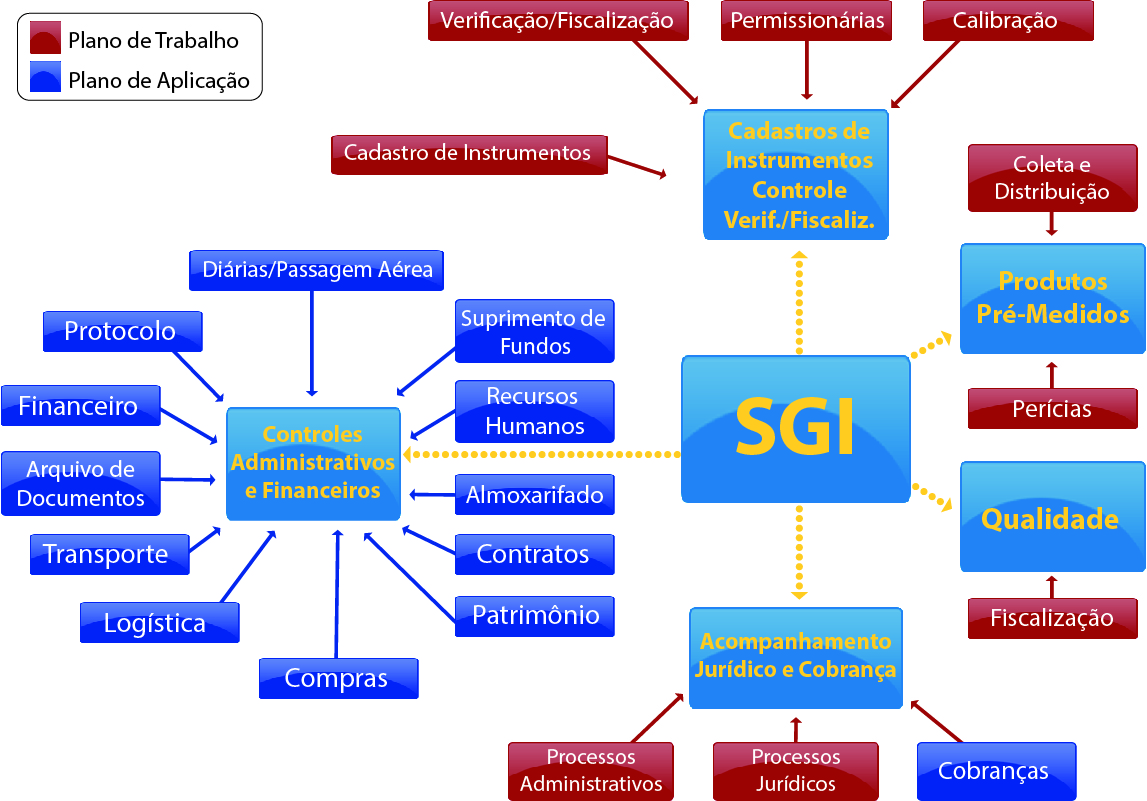 Plano de Trabalho
Plano de Aplicação
Verificação/Fiscalização
Permissionárias
Calibração
Cadastro de Instrumentos
Cadastros de
Instrumentos
Controle
Verif./Fiscaliz.
Coleta e
Distribuição
Produtos
Pré-Medidos
Perícias
Diárias/Passagem Aérea
Protocolo
Suprimento de
Fundos
Financeiro
Recursos
Humanos
Controles
Administrativos
e Financeiros
SGI
Arquivo de
Documentos
Almoxarifado
Qualidade
Transporte
Contratos
Logística
Patrimônio
Fiscalização
Compras
Acompanhamento
Jurídico e Cobrança
Processos
Administrativos
Processos
Jurídicos
Cobranças